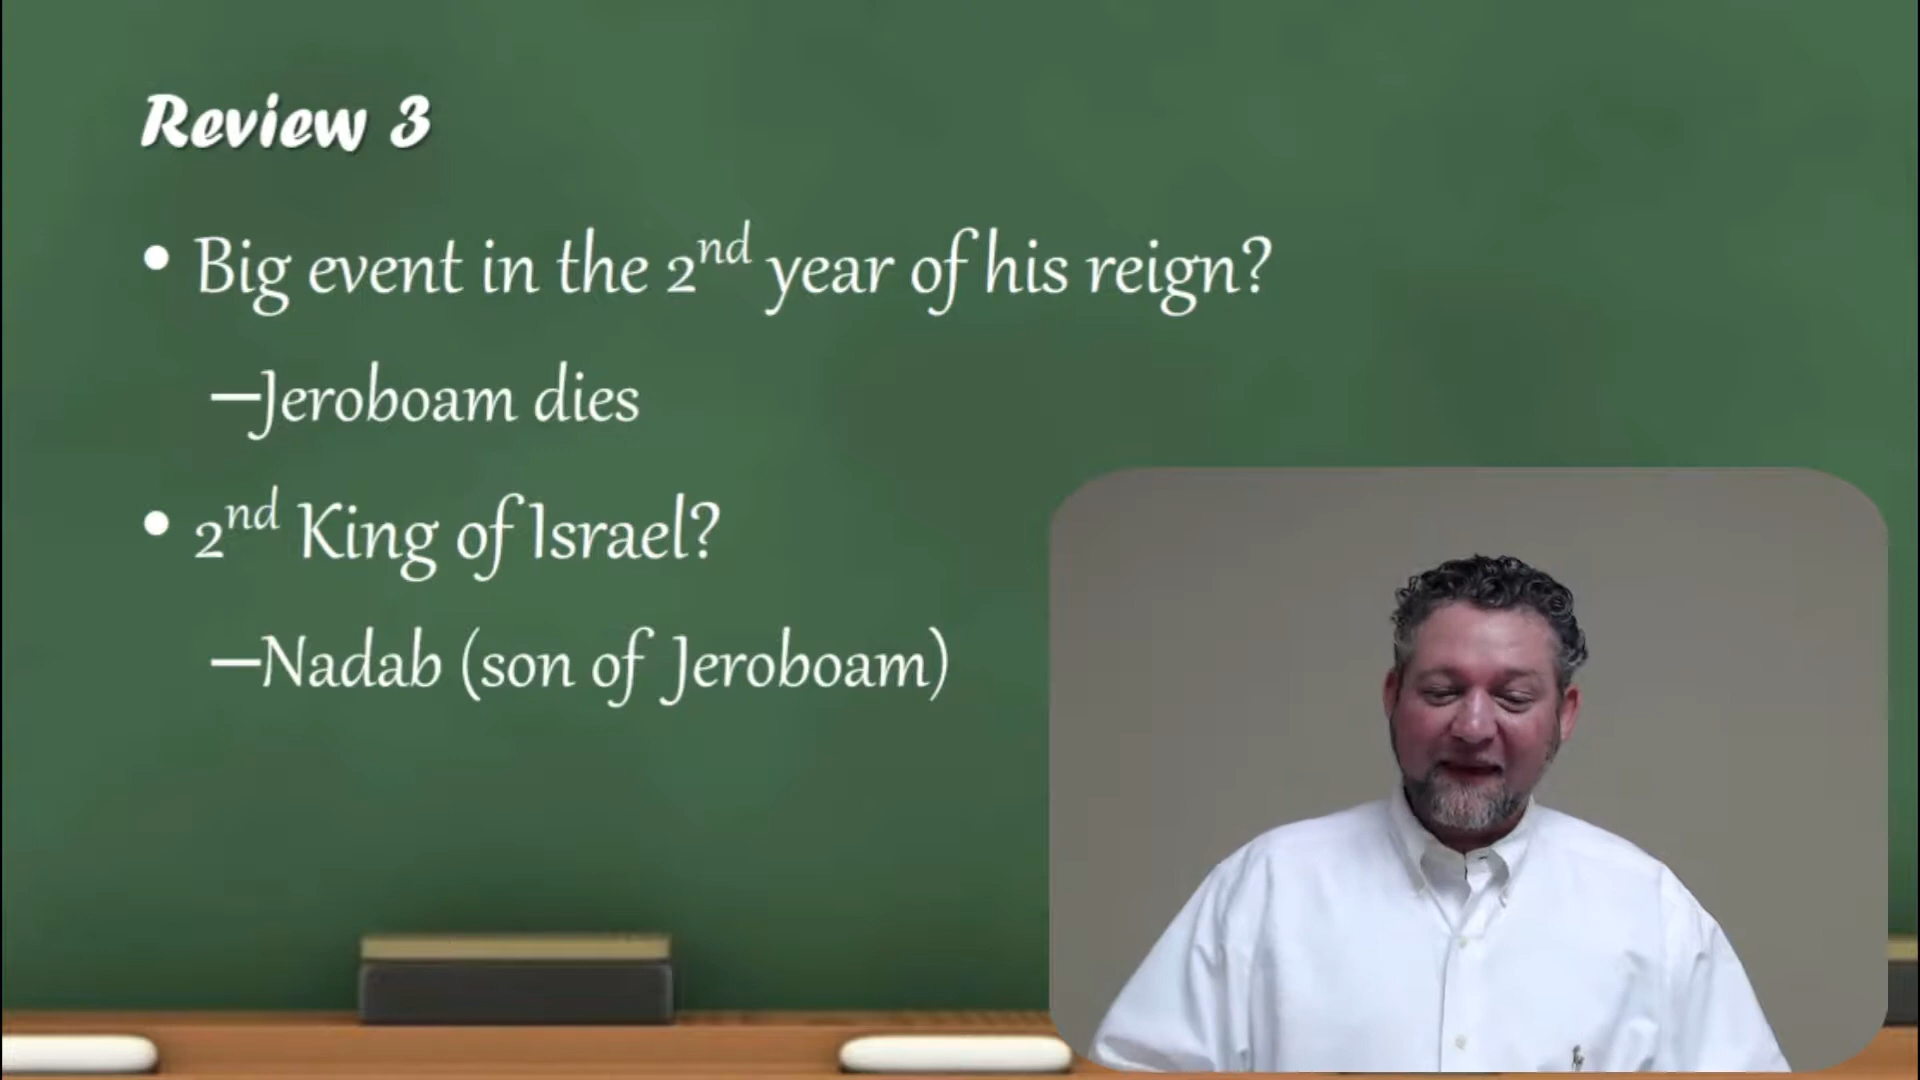 Review 3
• Big event in the 2nd year of his reign?
–Jeroboam dies
• 2nd King of Israel?
–Nadab (son of Jeroboam)